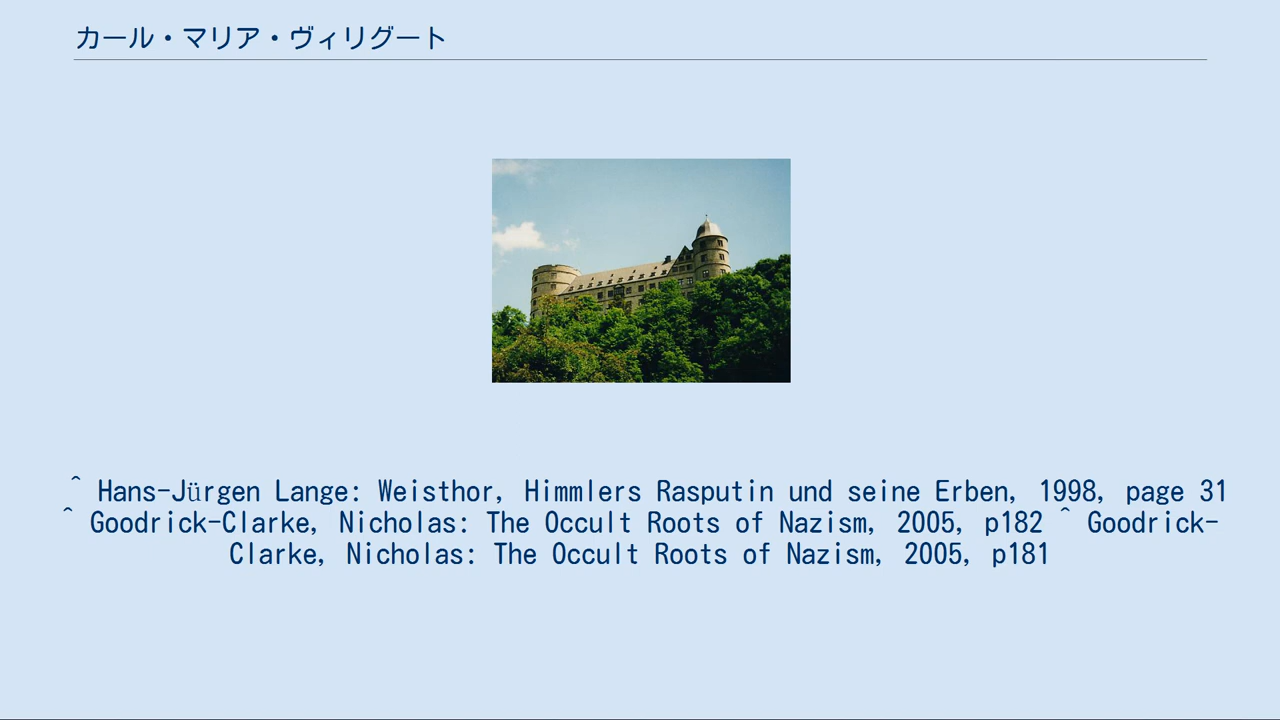 カール・マリア・ヴィリグート
^ Hans-Jürgen Lange: Weisthor, Himmlers Rasputin und seine Erben, 1998, page 31
^ Goodrick-Clarke, Nicholas: The Occult Roots of Nazism, 2005, p182 ^ Goodrick-
Clarke, Nicholas: The Occult Roots of Nazism, 2005, p181